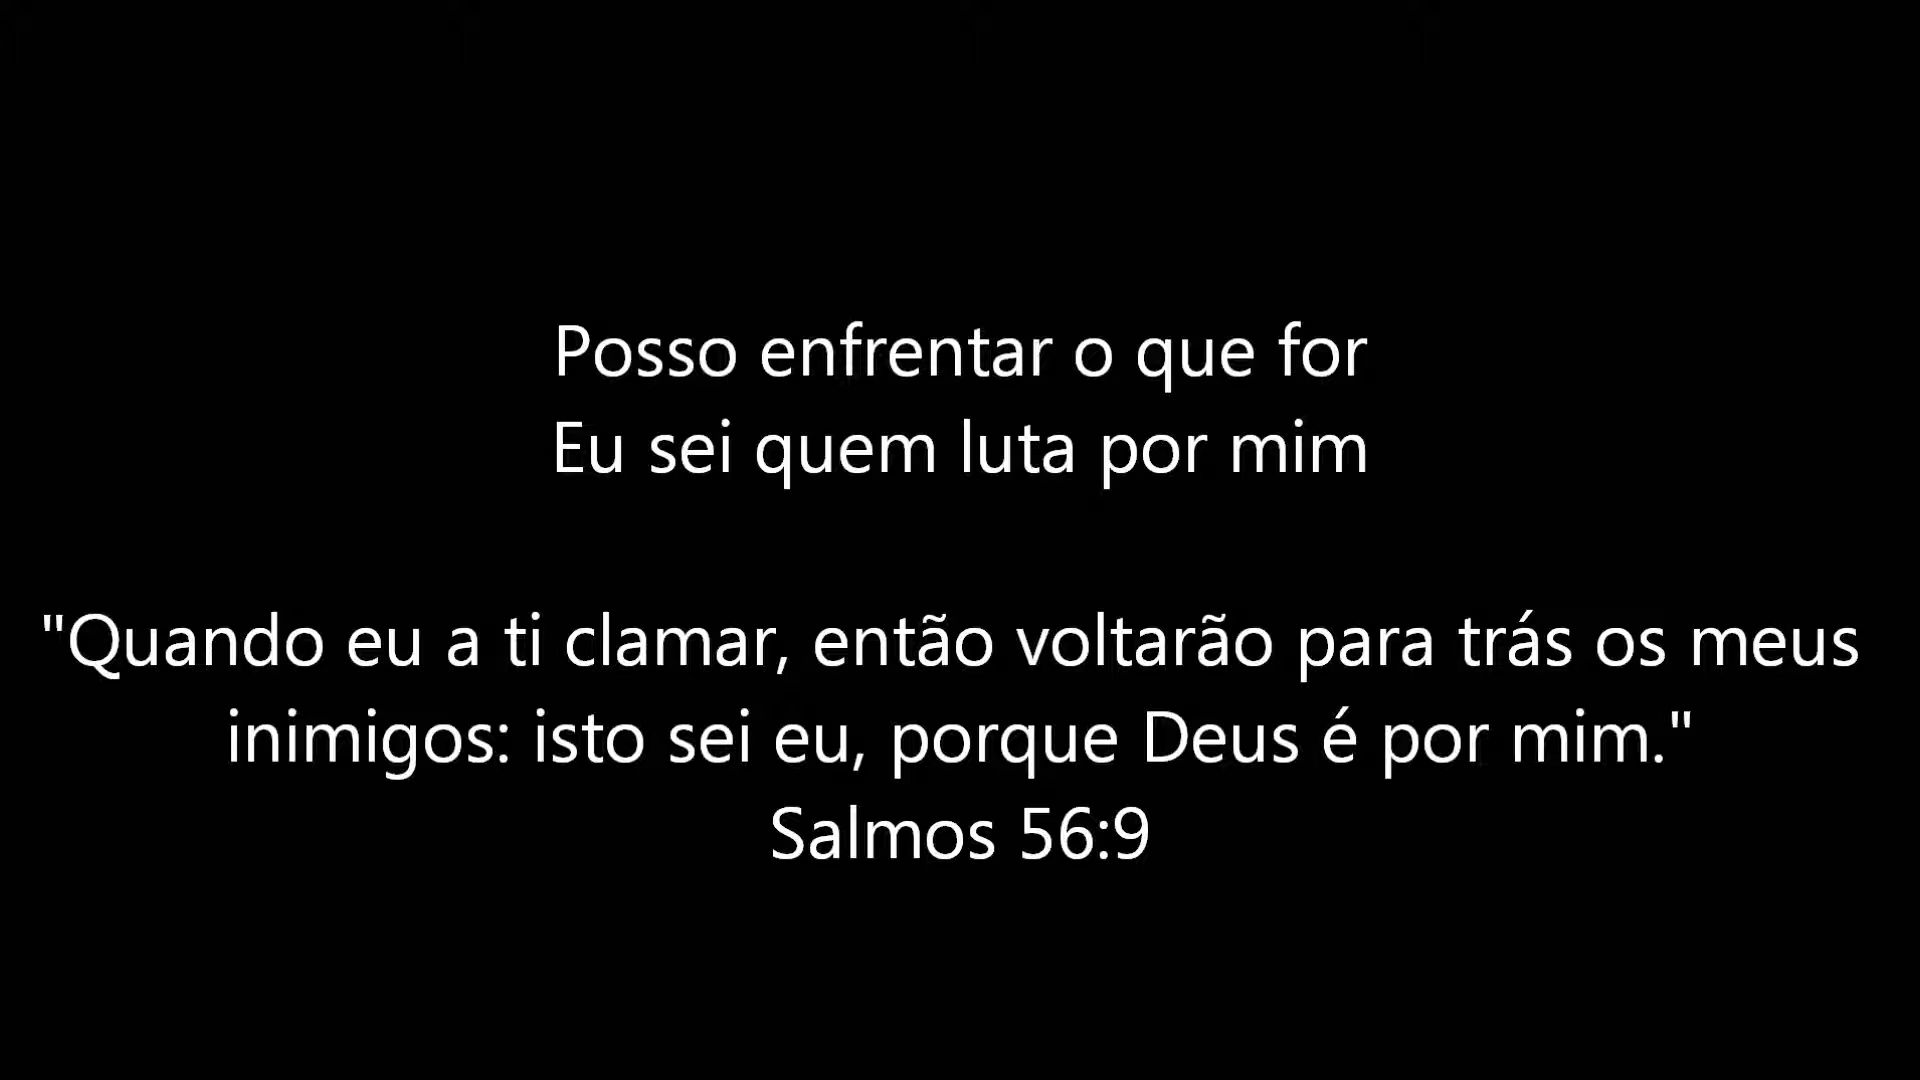 Posso enfrentar o que for
Eu sei quem luta por mim
"Quando eu a ti clamar, então voltarão para trás os meus
inimigos: isto sei eu, porque Deus é por mim."
Salmos 56:9